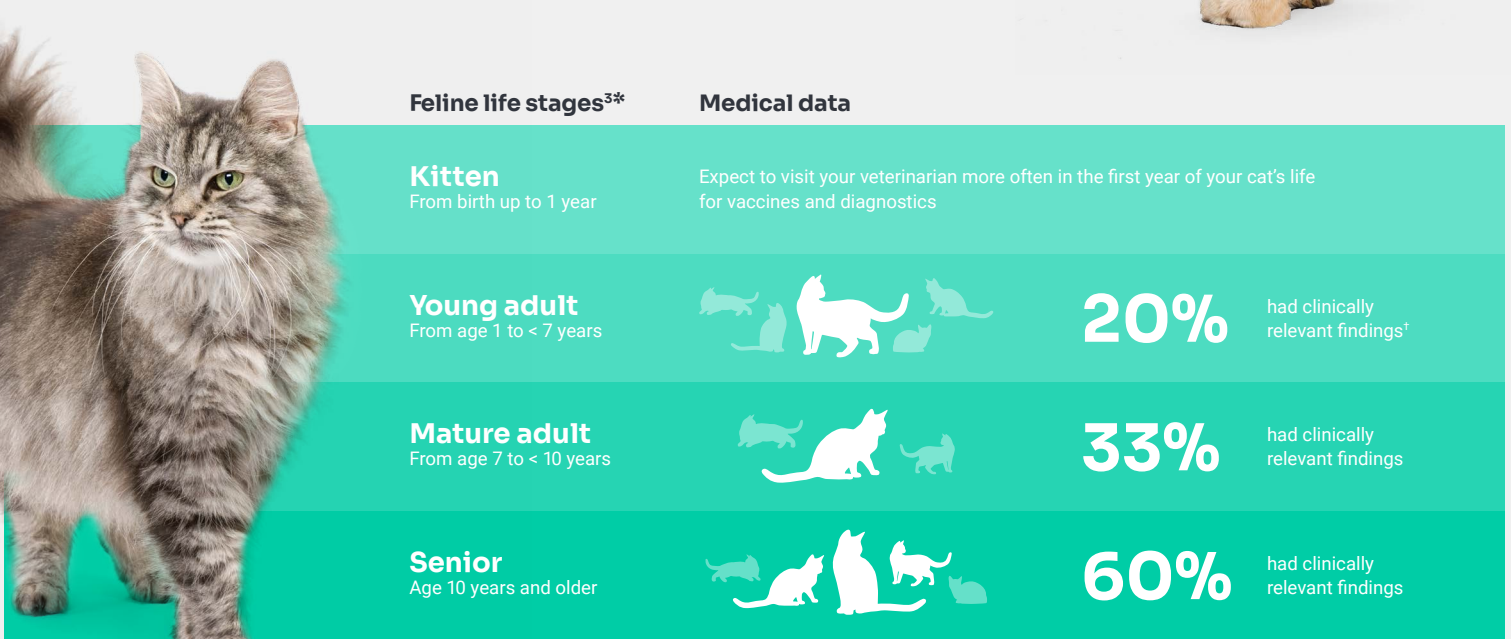 Feline life stages³* Medical data
Kitten
From birth up to 1 year
Expect to visit your veterinarian more often in the first year of your cat's life
for vaccines and diagnostics
Young adult
From age 1 to < 7 years
20%
had clinically
relevant findings†
Mature adult
From age 7 to < 10 years
33%
had clinically
relevant findings
Senior
Age 10 years and older
60%
had clinically
relevant findings